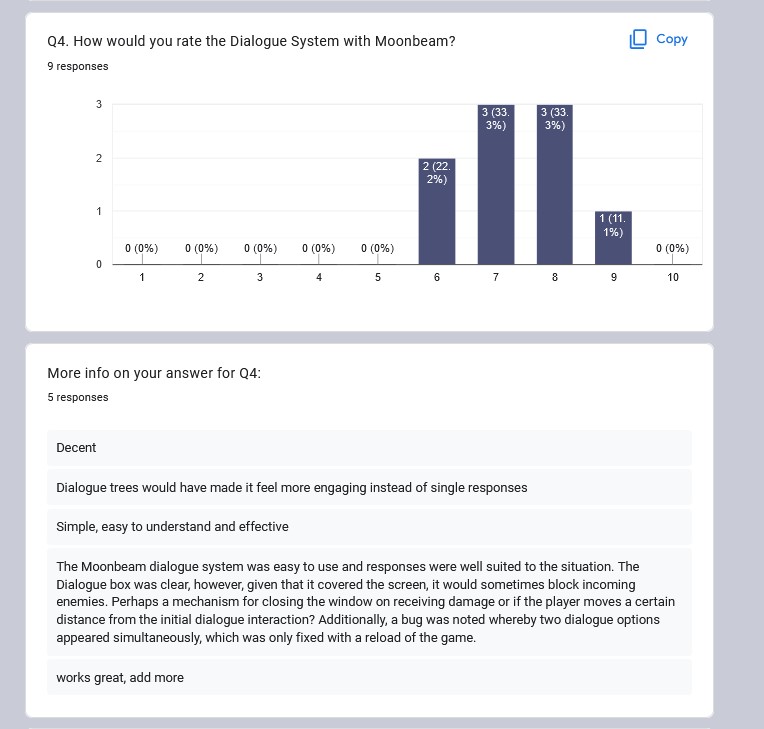 Q4. How would you rate the Dialogue System with Moonbeam?
Copy
9 responses
3
2
1
0
0 (0%)
0 (0%)
0 (0%)
0 (0%)
0 (0%)
2 (22.
2%)
3 (33.
3%)
3 (33.
3%)
1 (11.
1%)
0 (0%)
1 2 3 4 5 6 7 8 9 10
More info on your answer for Q4:
5 responses
Decent
Dialogue trees would have made it feel more engaging instead of single responses
Simple, easy to understand and effective
The Moonbeam dialogue system was easy to use and responses were well suited to the situation. The
Dialogue box was clear, however, given that it covered the screen, it would sometimes block incoming
enemies. Perhaps a mechanism for closing the window on receiving damage or if the player moves a certain
distance from the initial dialogue interaction? Additionally, a bug was noted whereby two dialogue options
appeared simultaneously, which was only fixed with a reload of the game.
works great, add more